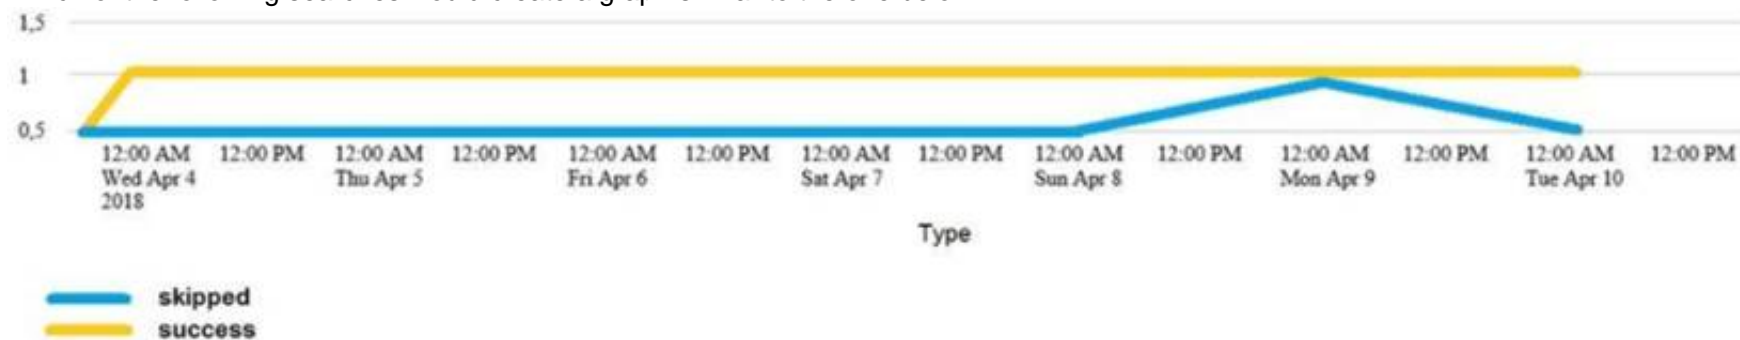 1,5
1
0,5
12:00 AM 12:00 PM 12:00 AM 12:00 PM 12:00 AM 12:00 PM 12:00 AM 12:00 PM 12:00 AM 12:00 PM 12:00 AM 12:00 PM 12:00 AM 12:00 PM
Wed Apr 4 Thu Apr 5 Fri Apr 6 Sat Apr 7 Sun Apr 8 Mon Apr 9 Tue Apr 10
2018
Type
skipped
success